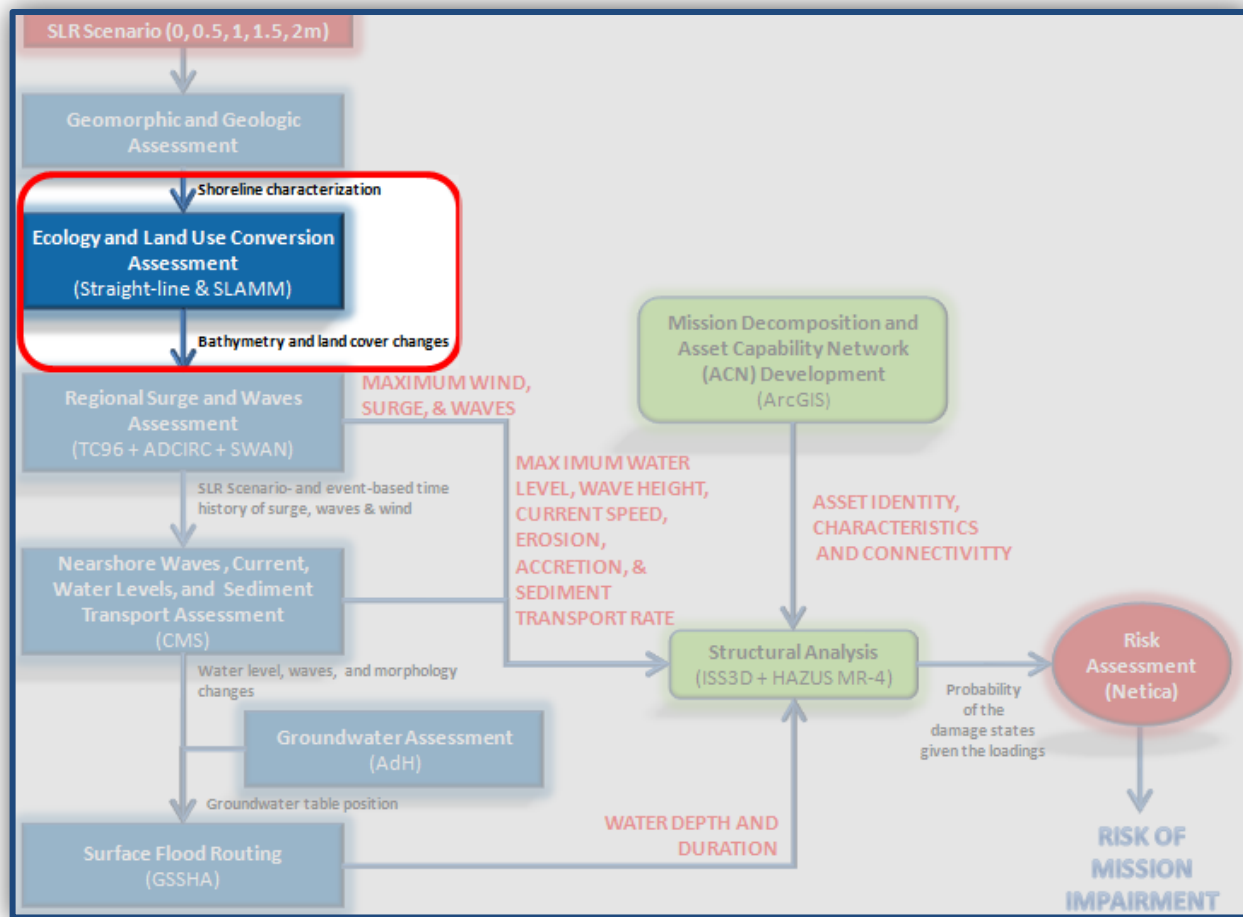 SLR Scenario (0, 0.5, 1, 1.5, 2m)
Geomorphic and Geologic
Assessment
Shoreline characterization
Ecology and Land Use Conversion
Assessment
(Straight-line & SLAMM)
Bathymetry and land cover changes
Regional Surge and Waves
Assessment
(TC96 + ADCIRC + SWAN)
MAXIMUM WIND,
SURGE, & WAVES
SLR Scenario- and event-based time
history of surge, waves & wind
Nearshore Waves , Current,
Water Levels, and Sediment
Transport Assessment
(CMS)
MAXIMUM WATER
LEVEL, WAVE HEIGHT,
CURRENT SPEED,
EROSION,
ACCRETION, &
SEDIMENT
TRANSPORT RATE
Mission Decomposition and
Asset Capability Network
(ACN) Development
(ArcGIS)
ASSET IDENTITY,
CHARACTERISTICS
AND CONNECTIVITTY
Water level, waves, and morphology
changes
Groundwater Assessment
(AdH)
Groundwater table position
Surface Flood Routing
(GSSHA)
WATER DEPTH AND
DURATION
Structural Analysis
(ISS3D + HAZUS MR-4)
Probability
of the
damage states
given the loadings
Risk
Assessment
(Netica)
RISK OF
MISSION
IMPAIRMENT